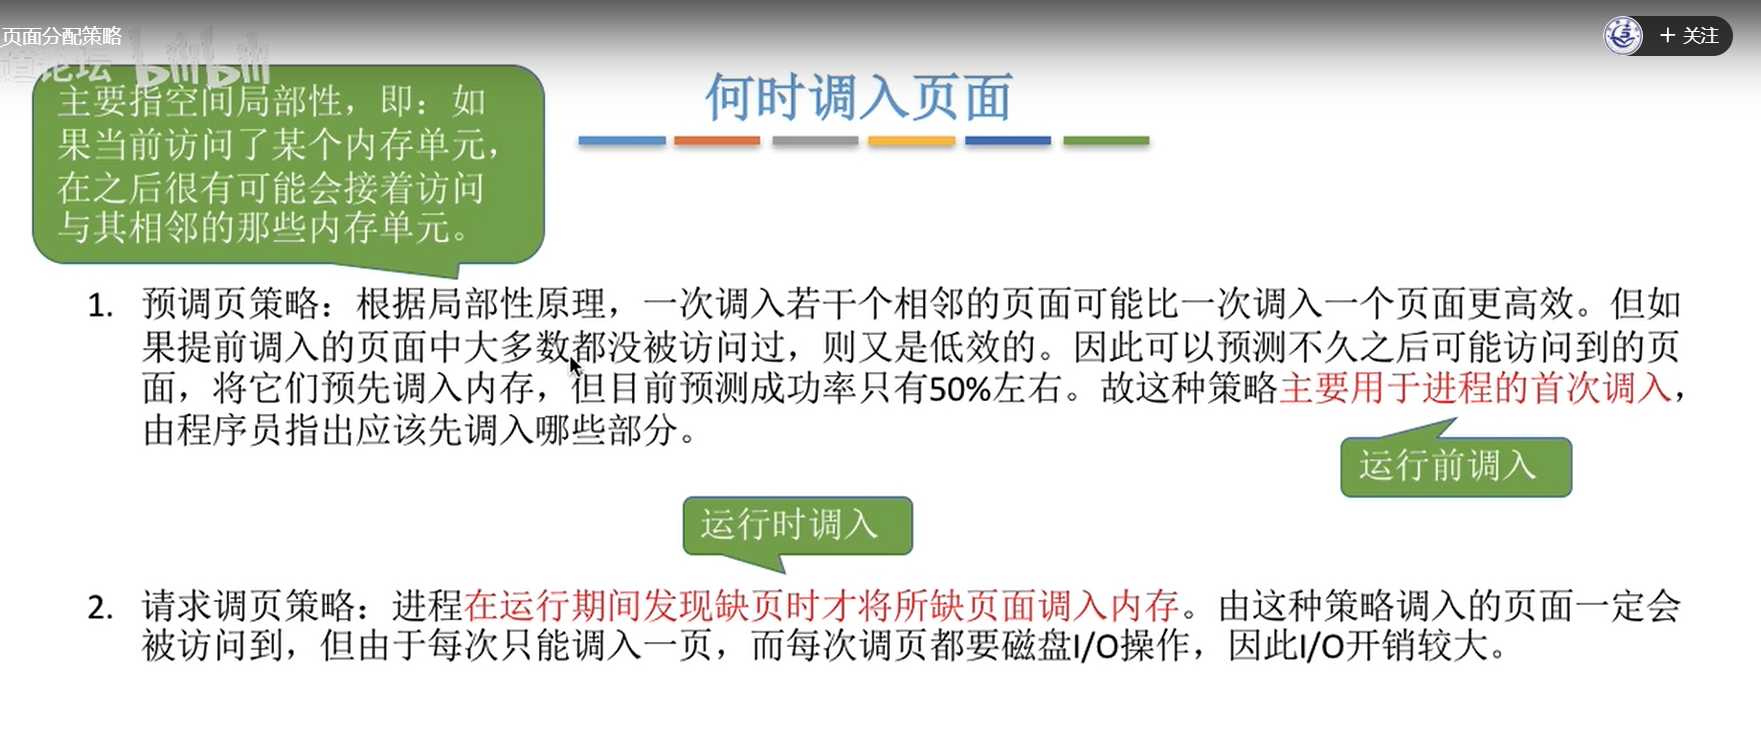 页面分配策略
关注
道论坛 bilibili
主要指空间局部性，即：如
果当前访问了某个内存单元，
在之后很有可能会接着访问
与其相邻的那些内存单元。
何时调入页面
1. 预调页策略：根据局部性原理，一次调入若干个相邻的页面可能比一次调入一个页面更高效。但如
果提前调入的页面中大多数都没被访问过，则又是低效的。因此可以预测不久之后可能访问到的页
面，将它们预先调入内存，但目前预测成功率只有50%左右。故这种策略主要用于进程的首次调入，
由程序员指出应该先调入哪些部分。
运行前调入
运行时调入
2. 请求调页策略：进程在运行期间发现缺页时才将所缺页面调入内存。由这种策略调入的页面一定会
被访问到，但由于每次只能调入一页，而每次调页都要磁盘I/O操作，因此I/O开销较大。